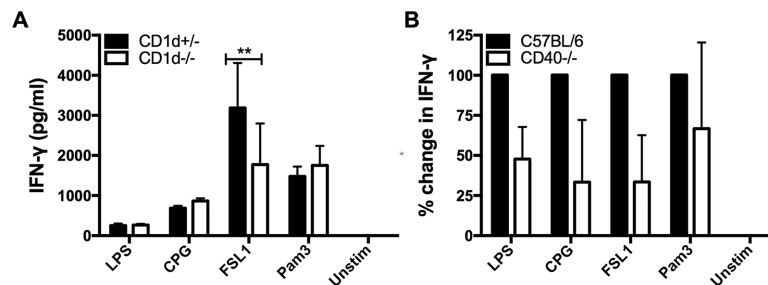 A
CD1d+/-
CD1d-/-
**
IFN-γ (pg/ml)
5000
4000
3000
2000
1000
0
LPS
CPG
FSL1
Pam3
Unstim
B
C57BL/6
CD40-/-
% change in IFN-γ
125
100
75
50
25
0
LPS
CPG
FSL1
Pam3
Unstim